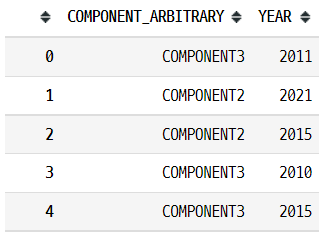 COMPONENT_ARBITRARY YEAR
0 COMPONENT3 2011
1 COMPONENT2 2021
2 COMPONENT2 2015
3 COMPONENT3 2010
4 COMPONENT3 2015